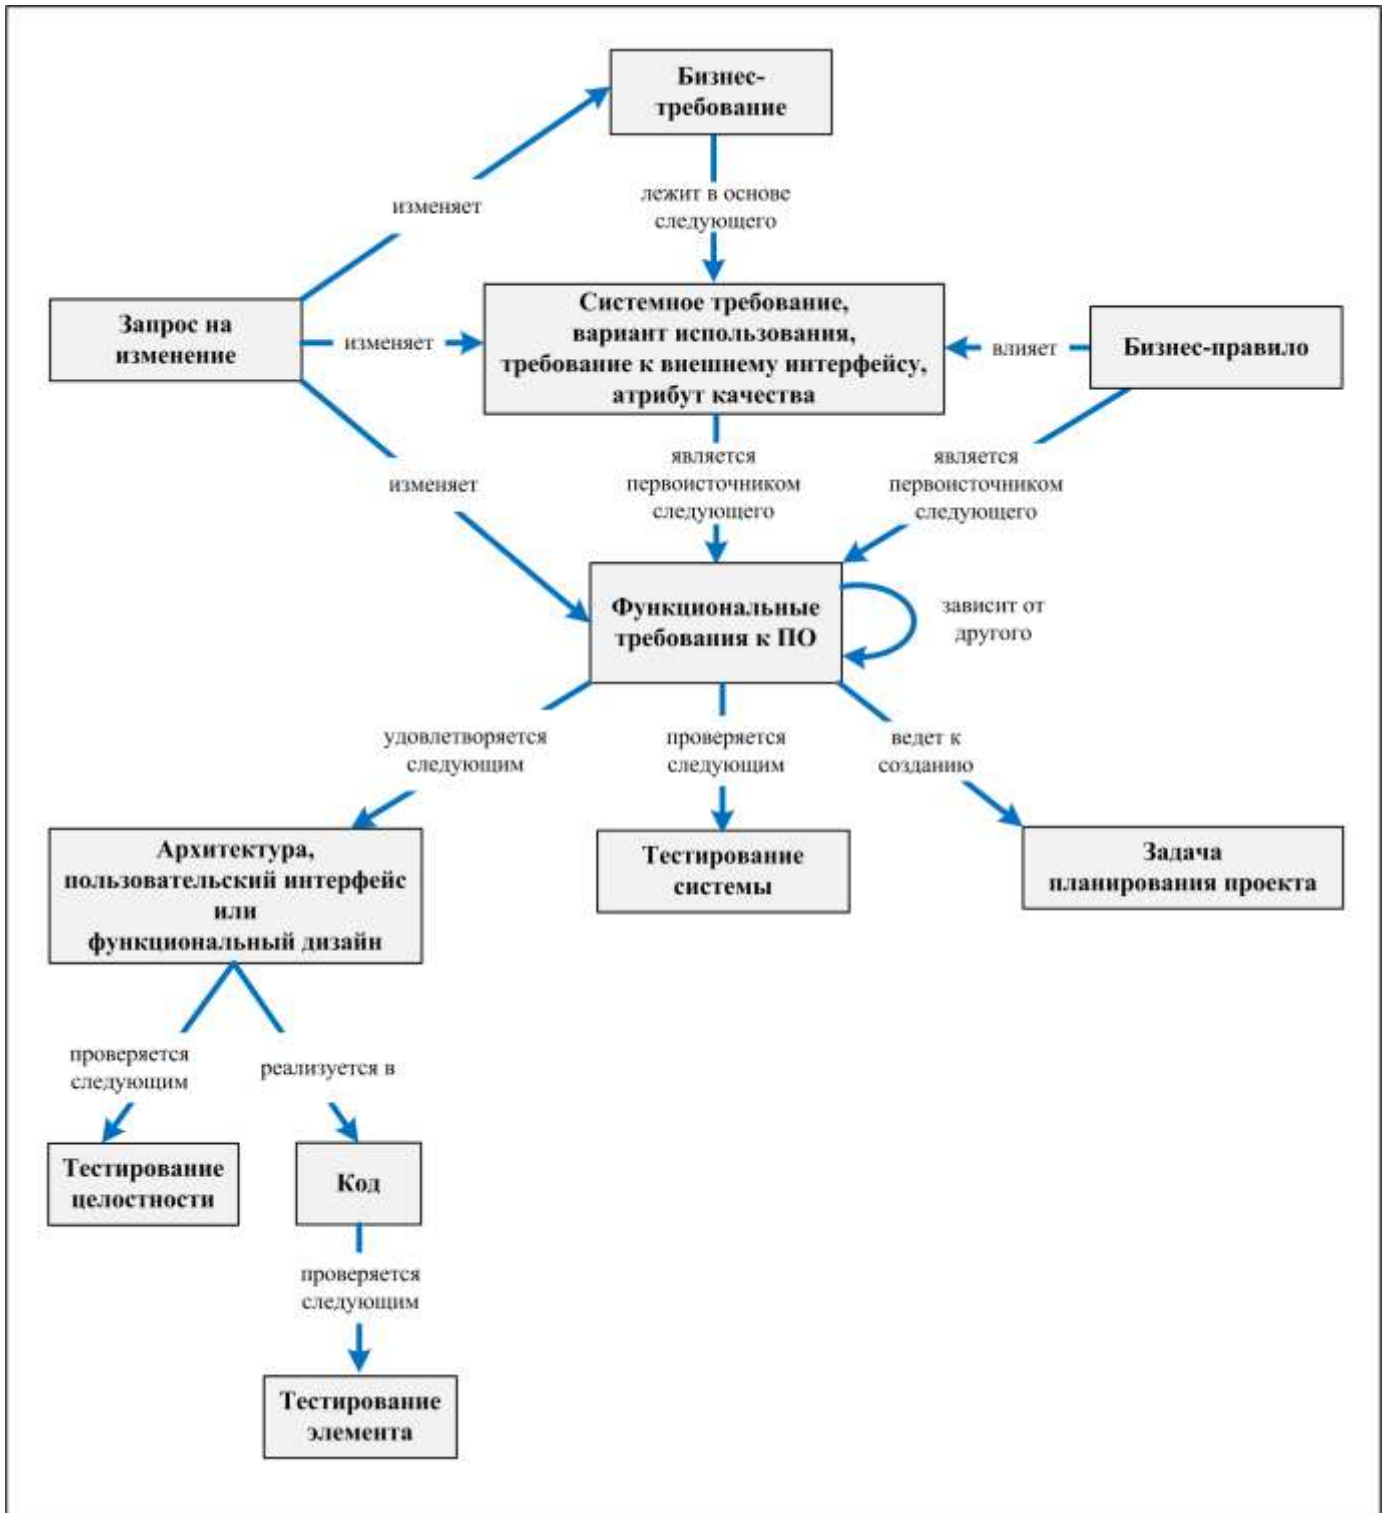 Бизнес-
требование
изменяет
лежит в основе
следующего
Запрос на
изменение
изменяет
Системное требование,
вариант использования,
требование к внешнему интерфейсу,
атрибут качества
влияет
Бизнес-правило
изменяет
является
первоисточником
следующего
является
первоисточником
следующего
Функциональные
требования к ПО
зависит от
другого
удовлетворяется
следующим
проверяется
следующим
ведет к
созданию
Архитектура,
пользовательский интерфейс
или
функциональный дизайн
Тестирование
системы
Задача
планирования проекта
проверяется
следующим
реализуется в
Тестирование
целостности
Код
проверяется
следующим
Тестирование
элемента